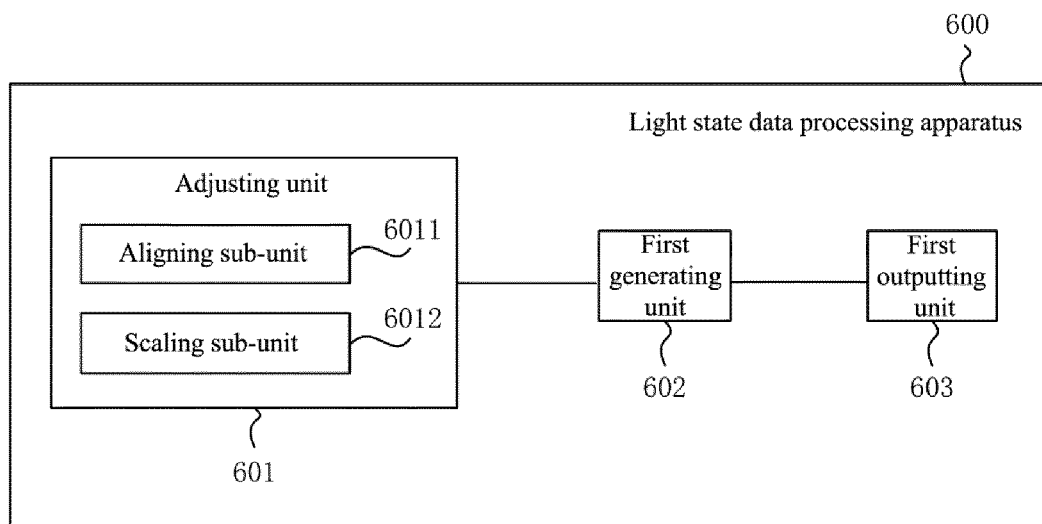 600
Light state data processing apparatus
Adjusting unit
6011
Aligning sub-unit
6012
Scaling sub-unit
601
First
generating
unit
602
First
outputting
unit
603